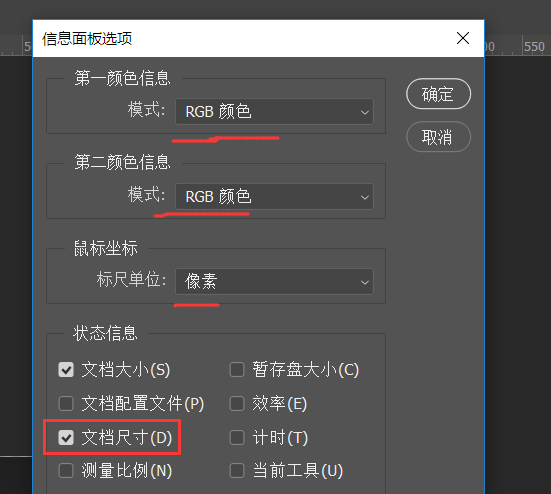 信息面板选项
第一颜色信息
模式: RGB 颜色
确定
取消
第二颜色信息
模式: RGB 颜色
鼠标坐标
标尺单位: 像素
状态信息
文档大小(S) 暂存盘大小(C)
文档配置文件(P) 效率(E)
文档尺寸(D) 计时(T)
测量比例(N) 当前工具(U)
550